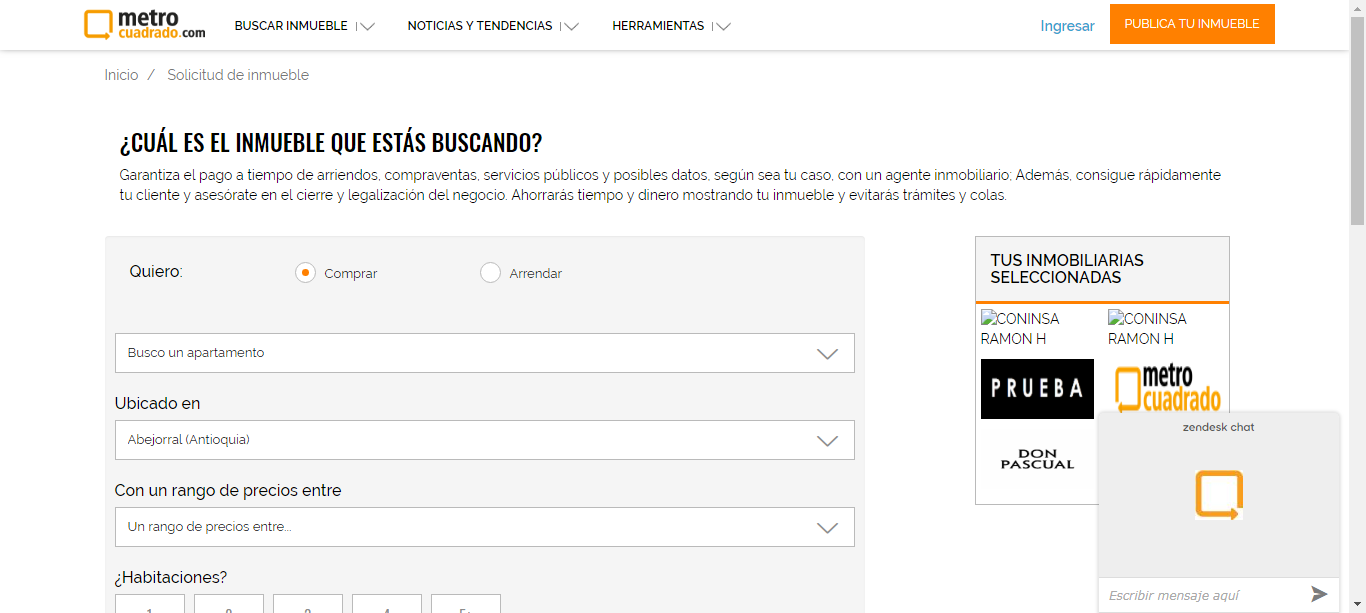 metro
cuadrado.com
BUSCAR INMUEBLE
NOTICIAS Y TENDENCIAS
HERRAMIENTAS
Ingresar
PUBLICA TU INMUEBLE
Inicio / Solicitud de inmueble
¿CUÁL ES EL INMUEBLE QUE ESTÁS BUSCANDO?
Garantiza el pago a tiempo de arriendos, compraventas, servicios públicos y posibles datos, según sea tu caso, con un agente inmobiliario; Además, consigue rápidamente
tu cliente y asesórate en el cierre y legalización del negocio. Ahorrarás tiempo y dinero mostrando tu inmueble y evitarás trámites y colas.
Quiero:
Comprar
Arrendar
Busco un apartamento
Ubicado en
Abejorral (Antioquia)
Con un rango de precios entre
Un rango de precios entre...
¿Habitaciones?
TUS INMOBILIARIAS
SELECCIONADAS
CONINSA
RAMON H
CONINSA
RAMON H
PRUEBA
metro
cuadrado
DON
PASCUAL
zendesk chat
Escribir mensaje aquí